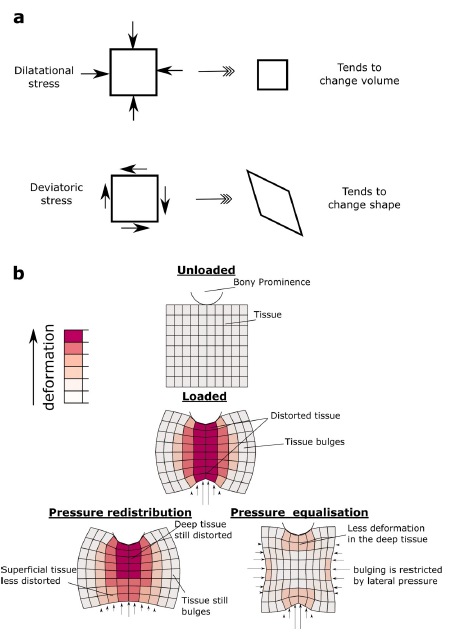 a
Dilatational
stress
Tends to
change volume
Deviatoric
stress
Tends to
change shape
b
Unloaded
Bony Prominence
Tissue
deformation
Loaded
Distorted tissue
Tissue bulges
Pressure redistribution
Deep tissue
still distorted
Superficial tissue
less distorted
Tissue still
bulges
Pressure equalisation
Less deformation
in the deep tissue
bulging is restricted
by lateral pressure